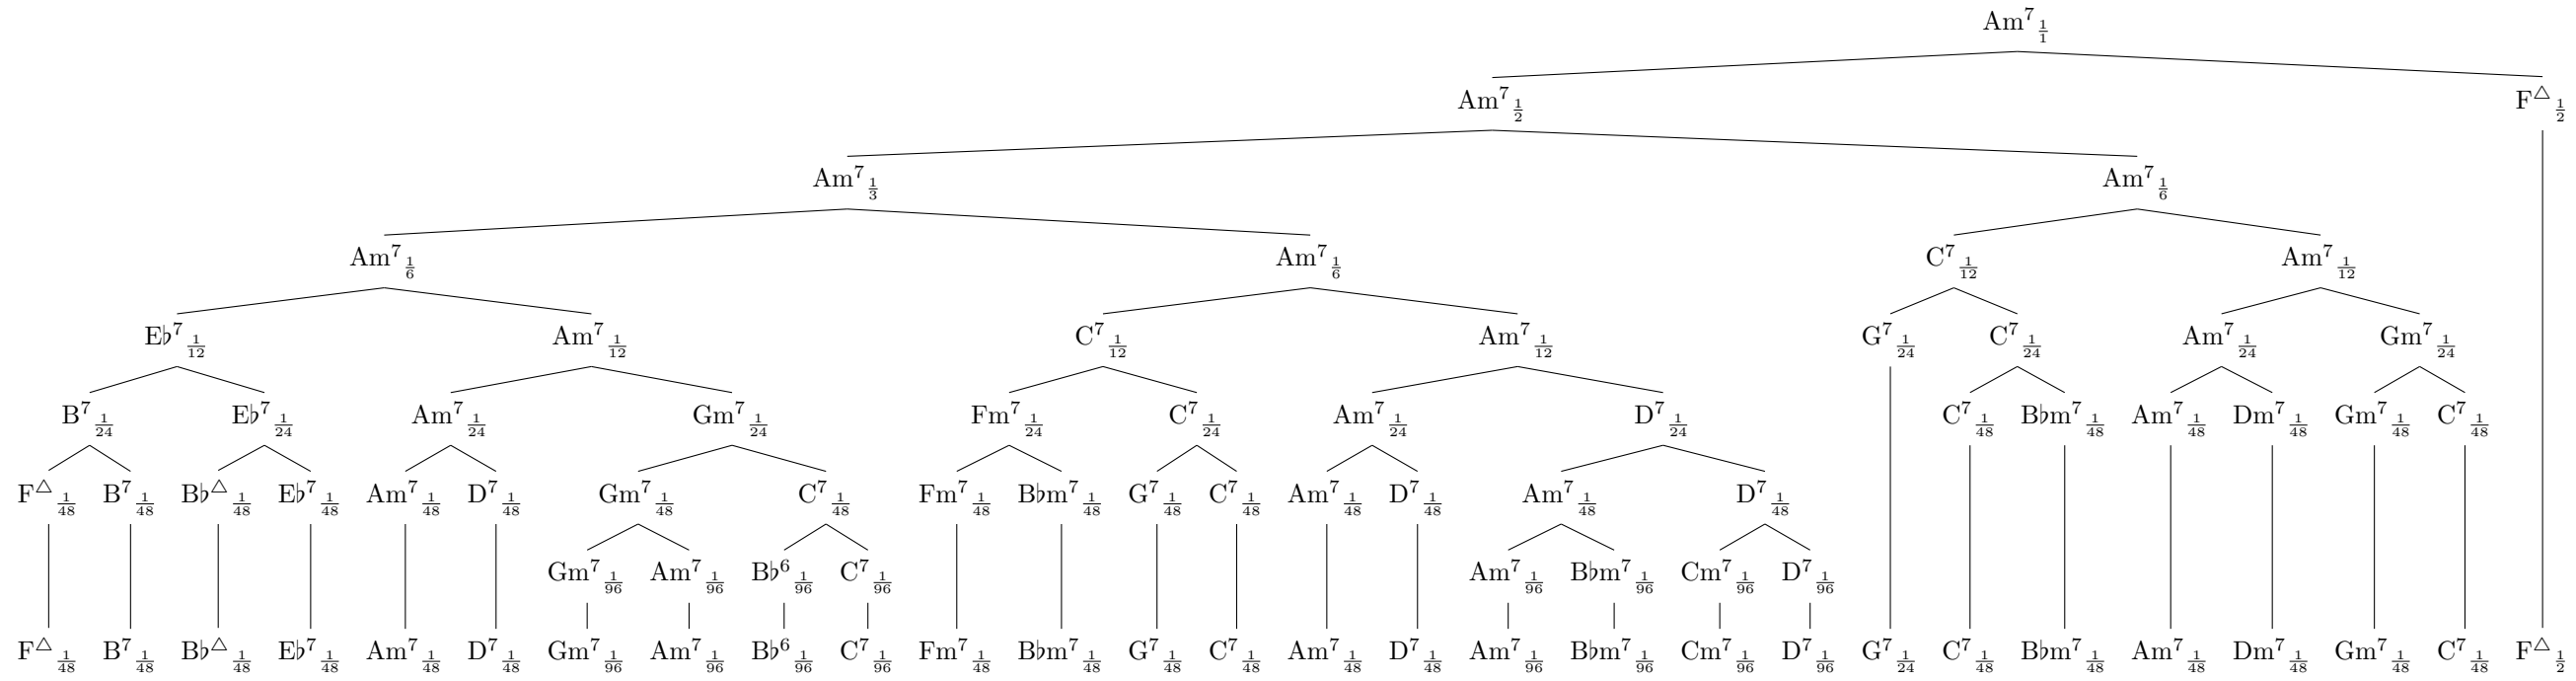 Am⁷ 1/1
Am⁷ 1/2 F△ 1/2
Am⁷ 1/3 Am⁷ 1/6
Am⁷ 1/6 Am⁷ 1/6 C⁷ 1/12 Am⁷ 1/12
E♭⁷ 1/12 Am⁷ 1/12 C⁷ 1/12 Am⁷ 1/12 G⁷ 1/24 C⁷ 1/24 Am⁷ 1/24 Gm⁷ 1/24
B⁷ 1/24 E♭⁷ 1/24 Am⁷ 1/24 Gm⁷ 1/24 Fm⁷ 1/24 C⁷ 1/24 Am⁷ 1/24 D⁷ 1/24 C⁷ 1/48 B♭m⁷ 1/48 Am⁷ 1/48 Dm⁷ 1/48 Gm⁷ 1/48 C⁷ 1/48
F△ 1/48 B⁷ 1/48 B♭△ 1/48 E♭⁷ 1/48 Am⁷ 1/48 D⁷ 1/48 Gm⁷ 1/48 C⁷ 1/48 Fm⁷ 1/48 B♭m⁷ 1/48 G⁷ 1/48 C⁷ 1/48 Am⁷ 1/48 D⁷ 1/48 Am⁷ 1/48 D⁷ 1/48
Gm⁷ 1/96 Am⁷ 1/96 B♭⁶ 1/96 C⁷ 1/96 Am⁷ 1/96 B♭m⁷ 1/96 Cm⁷ 1/96 D⁷ 1/96
F△ 1/48 B⁷ 1/48 B♭△ 1/48 E♭⁷ 1/48 Am⁷ 1/48 D⁷ 1/48 Gm⁷ 1/96 Am⁷ 1/96 B♭⁶ 1/96 C⁷ 1/96 Fm⁷ 1/48 B♭m⁷ 1/48 G⁷ 1/48 C⁷ 1/48 Am⁷ 1/48 D⁷ 1/48 Am⁷ 1/96 B♭m⁷ 1/96 Cm⁷ 1/96 D⁷ 1/96 G⁷ 1/24 C⁷ 1/48 B♭m⁷ 1/48 Am⁷ 1/48 Dm⁷ 1/48 Gm⁷ 1/48 C⁷ 1/48 F△ 1/2